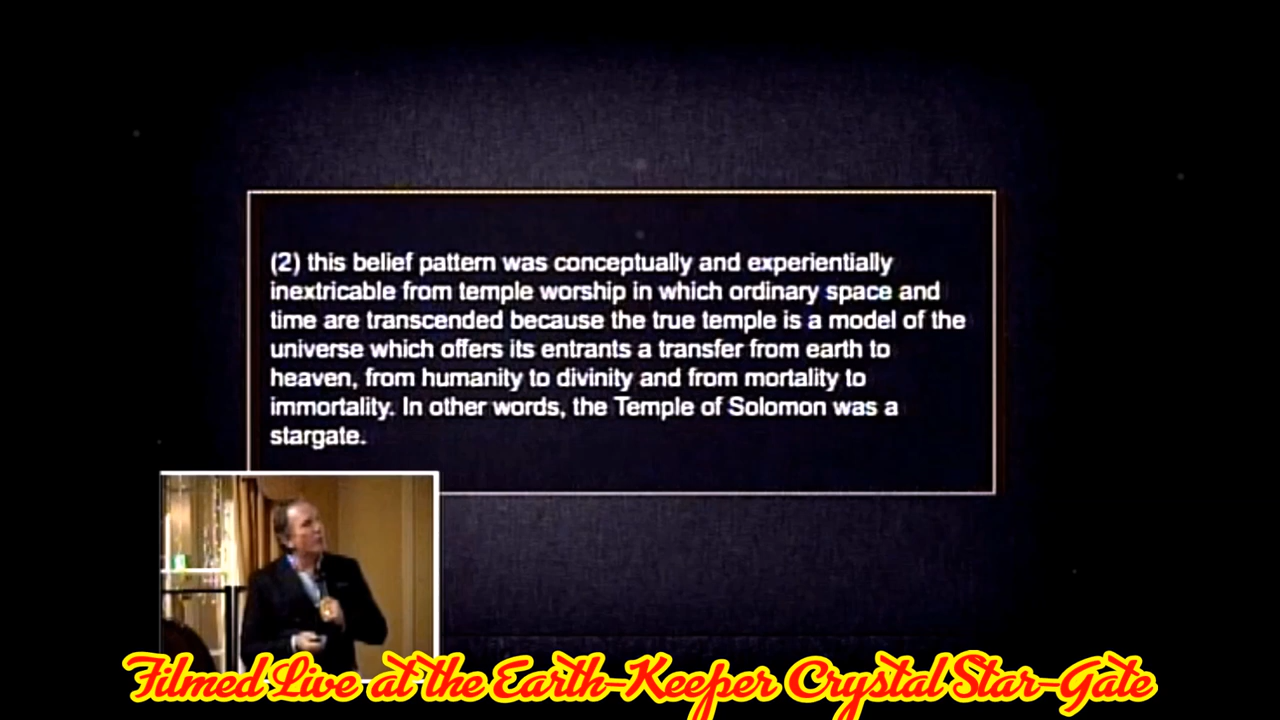 (2) this belief pattern was conceptually and experientially
inextricable from temple worship in which ordinary space and
time are transcended because the true temple is a model of the
universe which offers its entrants a transfer from earth to
heaven, from humanity to divinity and from mortality to
immortality. In other words, the Temple of Solomon was a
stargate.
Filmed Live at the Earth-Keeper Crystal Star-Gate